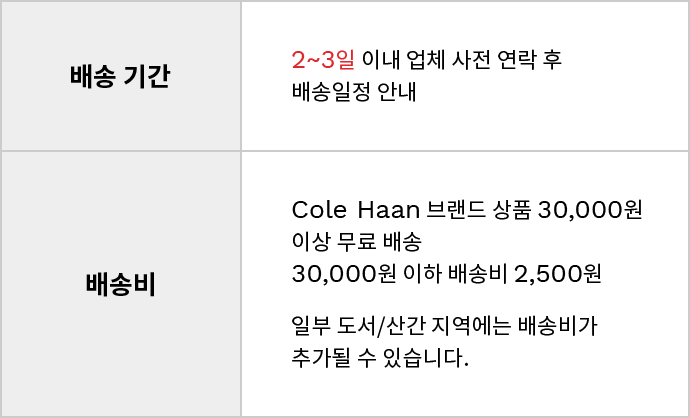 배송 기간
2~3일 이내 업체 사전 연락 후
배송일정 안내
배송비
Cole Haan 브랜드 상품 30,000원
이상 무료 배송
30,000원 이하 배송비 2,500원
일부 도서/산간 지역에는 배송비가
추가될 수 있습니다.